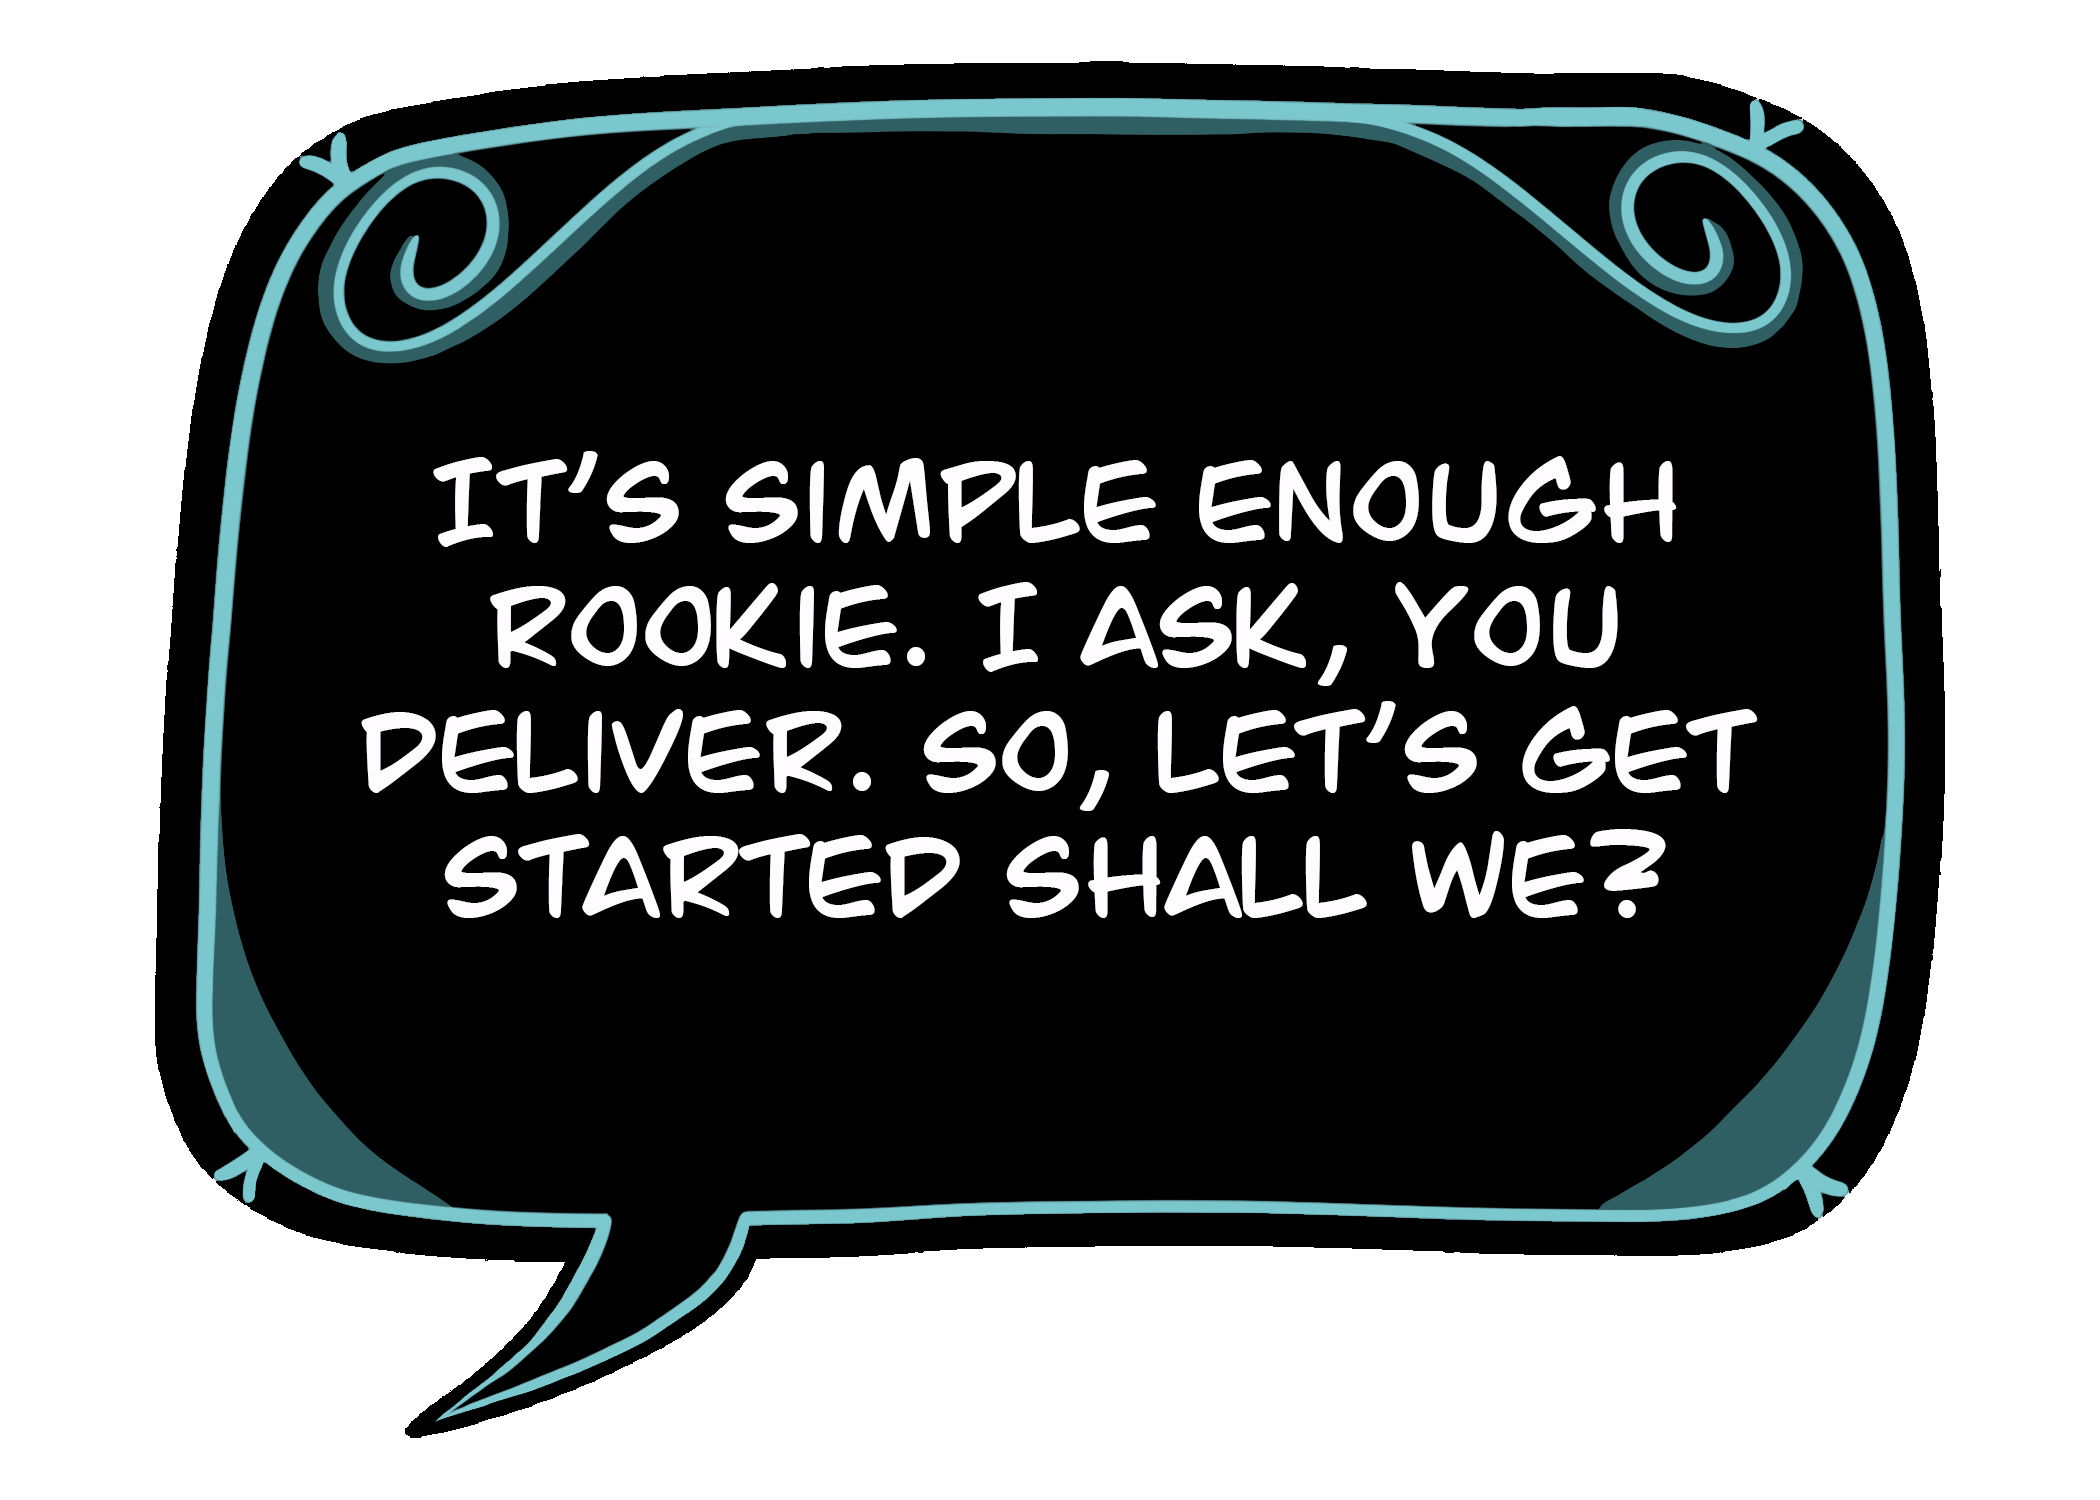 IT'S SIMPLE ENOUGH
ROOKIE. I ASK, YOU
DELIVER. SO, LET'S GET
STARTED SHALL WE?